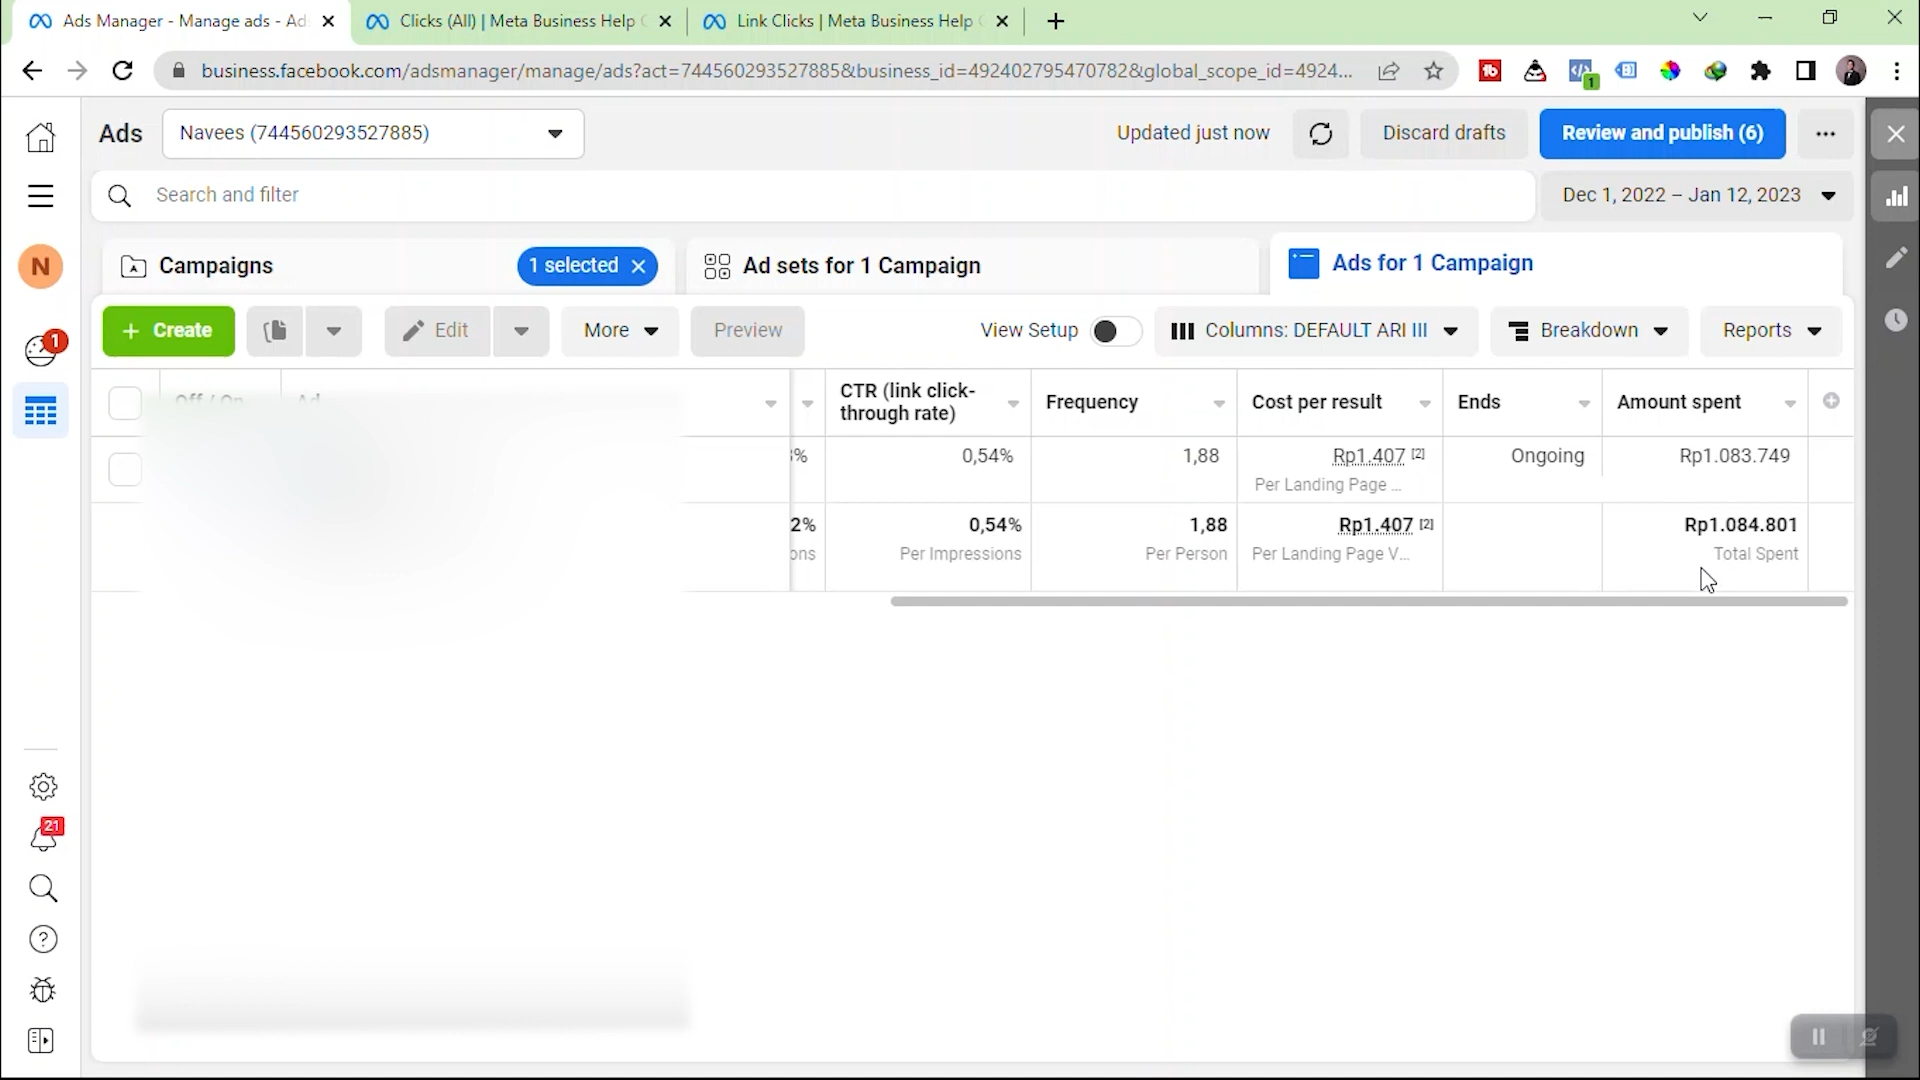 Ads Manager - Manage ads - Ad
Clicks (All) | Meta Business Help
Link Clicks | Meta Business Help
business.facebook.com/adsmanager/manage/ads?act=744560293527885&business_id=492402795470782&global_scope_id=4924...
1
Ads
Navees (744560293527885)
Updated just now
Discard drafts
Review and publish (6)
Search and filter
Dec 1, 2022 – Jan 12, 2023
N
Campaigns
1 selected
Ad sets for 1 Campaign
Ads for 1 Campaign
1
Create
Edit
More
Preview
View Setup
Columns: DEFAULT ARI III
Breakdown
Reports
Off / On
Ad
CTR (link click-
through rate)
Frequency
Cost per result
Ends
Amount spent
%
0,54%
1,88
Rp1.407 [2]
Per Landing Page ...
Ongoing
Rp1.083.749
2%
ons
0,54%
Per Impressions
1,88
Per Person
Rp1.407 [2]
Per Landing Page V...
Rp1.084.801
Total Spent
21